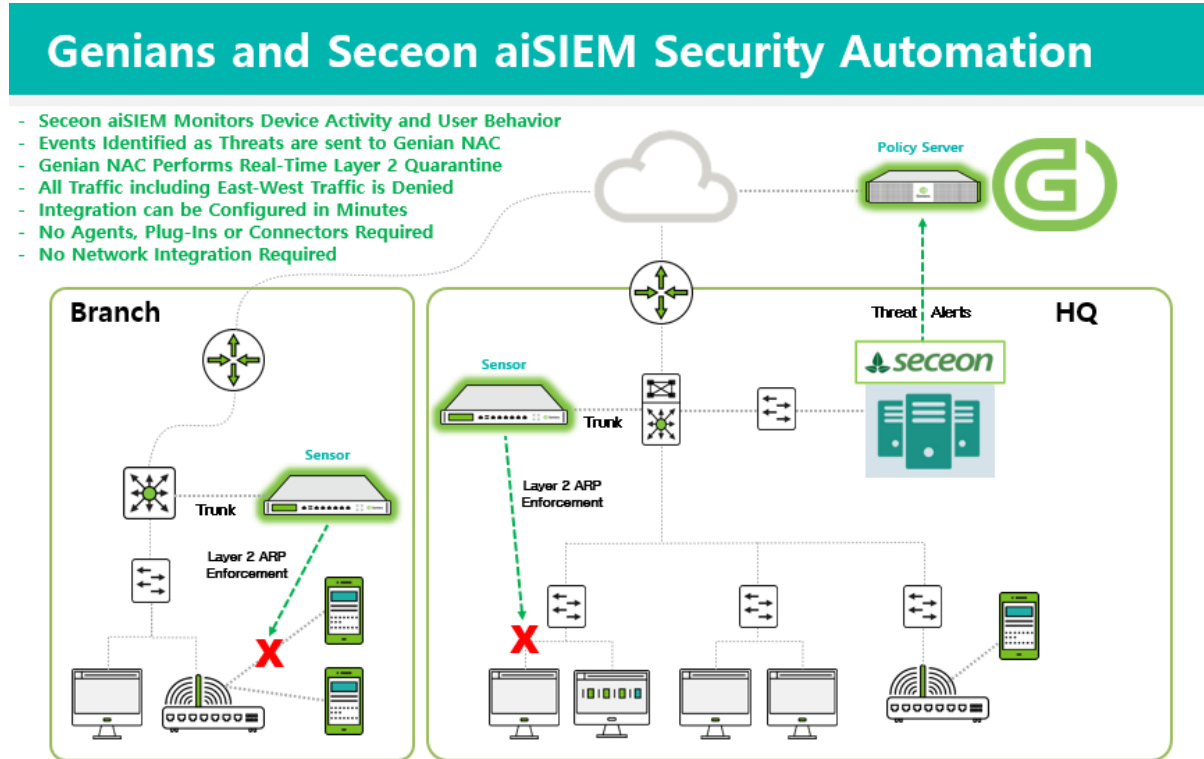 Genians and Seceon aiSIEM Security Automation
- Seceon aiSIEM Monitors Device Activity and User Behavior
- Events Identified as Threats are sent to Genian NAC
- Genian NAC Performs Real-Time Layer 2 Quarantine
- All Traffic including East-West Traffic is Denied
- Integration can be Configured in Minutes
- No Agents, Plug-Ins or Connectors Required
- No Network Integration Required
Policy Server
G
Branch
HQ
Threat Alerts
seceon
Sensor
Trunk
Layer 2 ARP
Enforcement
Sensor
Trunk
Layer 2 ARP
Enforcement
X
X